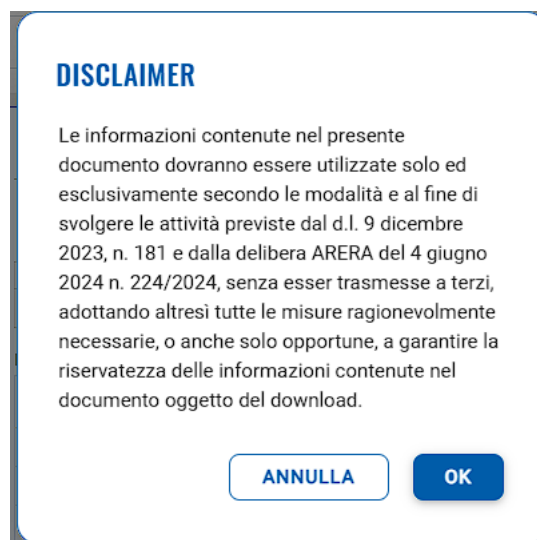 DISCLAIMER
Le informazioni contenute nel presente
documento dovranno essere utilizzate solo ed
esclusivamente secondo le modalità e al fine di
svolgere le attività previste dal d.l. 9 dicembre
2023, n. 181 e dalla delibera ARERA del 4 giugno
2024 n. 224/2024, senza esser trasmesse a terzi,
adottando altresì tutte le misure ragionevolmente
necessarie, o anche solo opportune, a garantire la
riservatezza delle informazioni contenute nel
documento oggetto del download.
ANNULLA OK